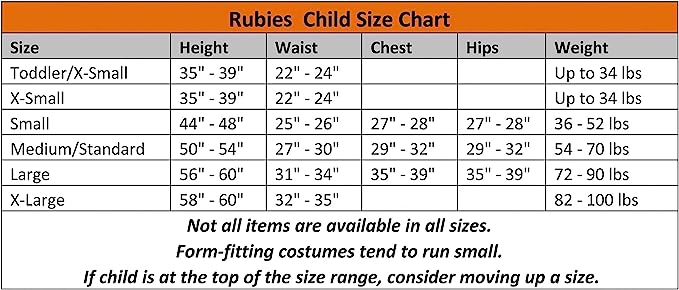 Rubies Child Size Chart
Size Height Waist Chest Hips Weight
Toddler/X-Small 35" - 39" 22" - 24" Up to 34 lbs
X-Small 35" - 39" 22" - 24" Up to 34 lbs
Small 44" - 48" 25" - 26" 27" - 28" 27" - 28" 36 - 52 lbs
Medium/Standard 50" - 54" 27" - 30" 29" - 32" 29" - 32" 54 - 70 lbs
Large 56" - 60" 31" - 34" 35" - 39" 35" - 39" 72 - 90 lbs
X-Large 58" - 60" 32" - 35" 82 - 100 lbs
Not all items are available in all sizes.
Form-fitting costumes tend to run small.
If child is at the top of the size range, consider moving up a size.